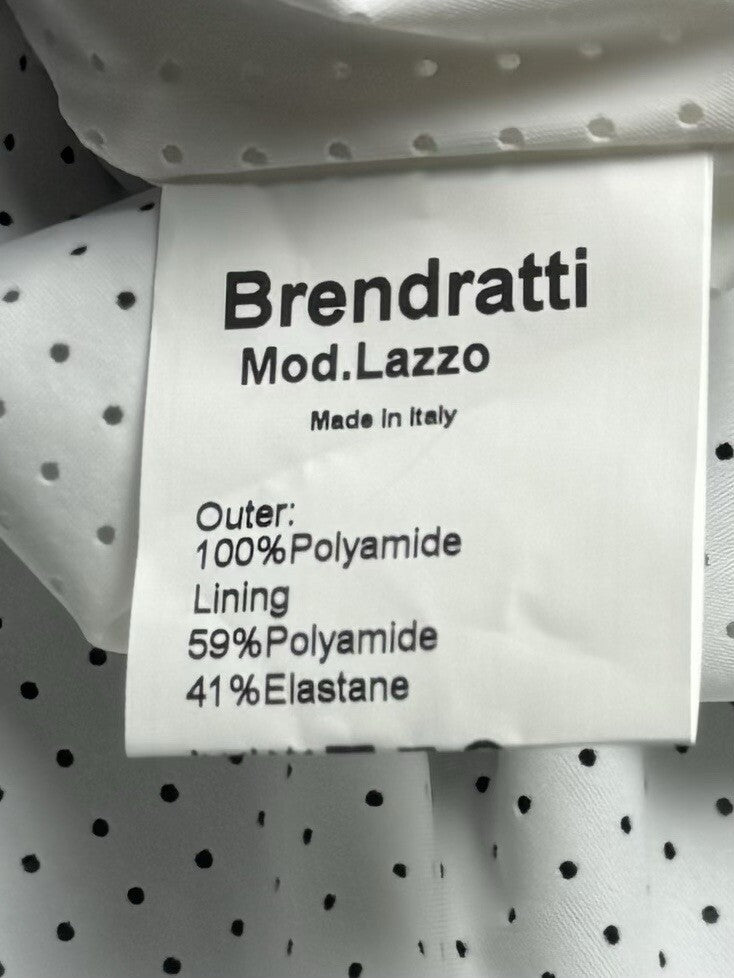 Brendratti
Mod.Lazzo
Made in Italy
Outer:
100%Polyamide
Lining
59%Polyamide
41%Elastane